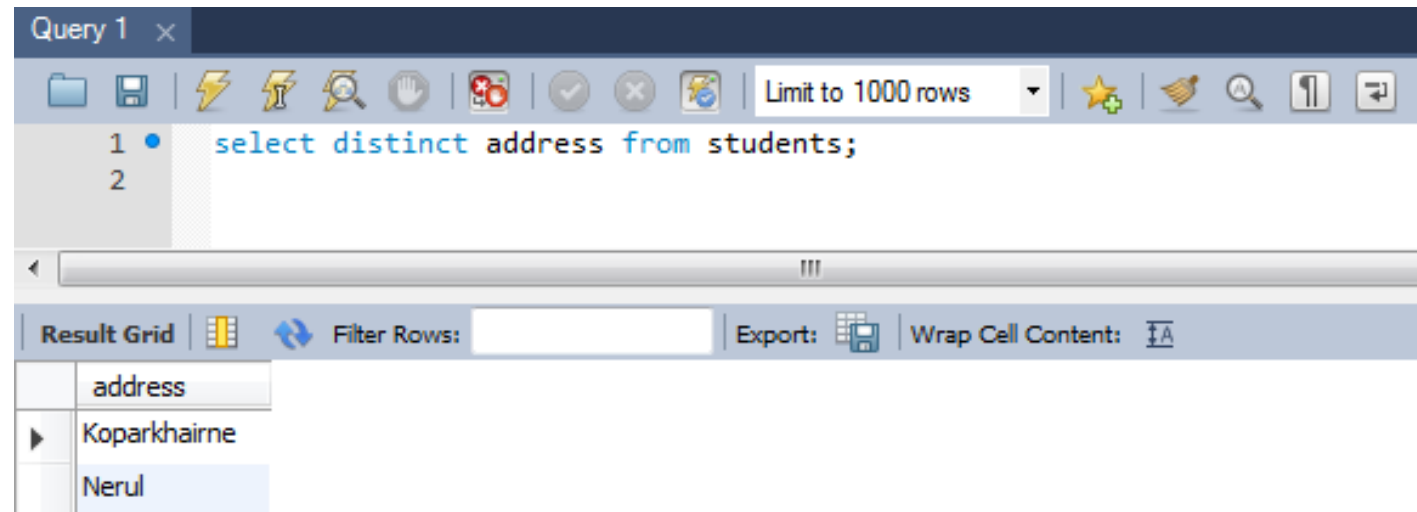 Query 1
Limit to 1000 rows
1 select distinct address from students;
2
Result Grid Filter Rows: Export: Wrap Cell Content: IA
address
Koparkhairne
Nerul